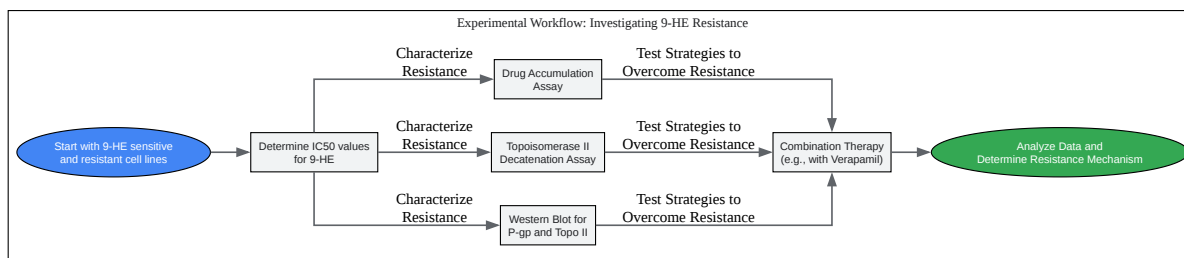 Experimental Workflow: Investigating 9-HE Resistance
Characterize
Resistance
Test Strategies to
Overcome Resistance
Drug Accumulation
Assay
Start with 9-HE sensitive
and resistant cell lines
Determine IC50 values
for 9-HE
Characterize
Resistance
Topoisomerase II
Decatenation Assay
Test Strategies to
Overcome Resistance
Combination Therapy
(e.g., with Verapamil)
Analyze Data and
Determine Resistance Mechanism
Characterize
Resistance
Western Blot for
P-gp and Topo II
Test Strategies to
Overcome Resistance